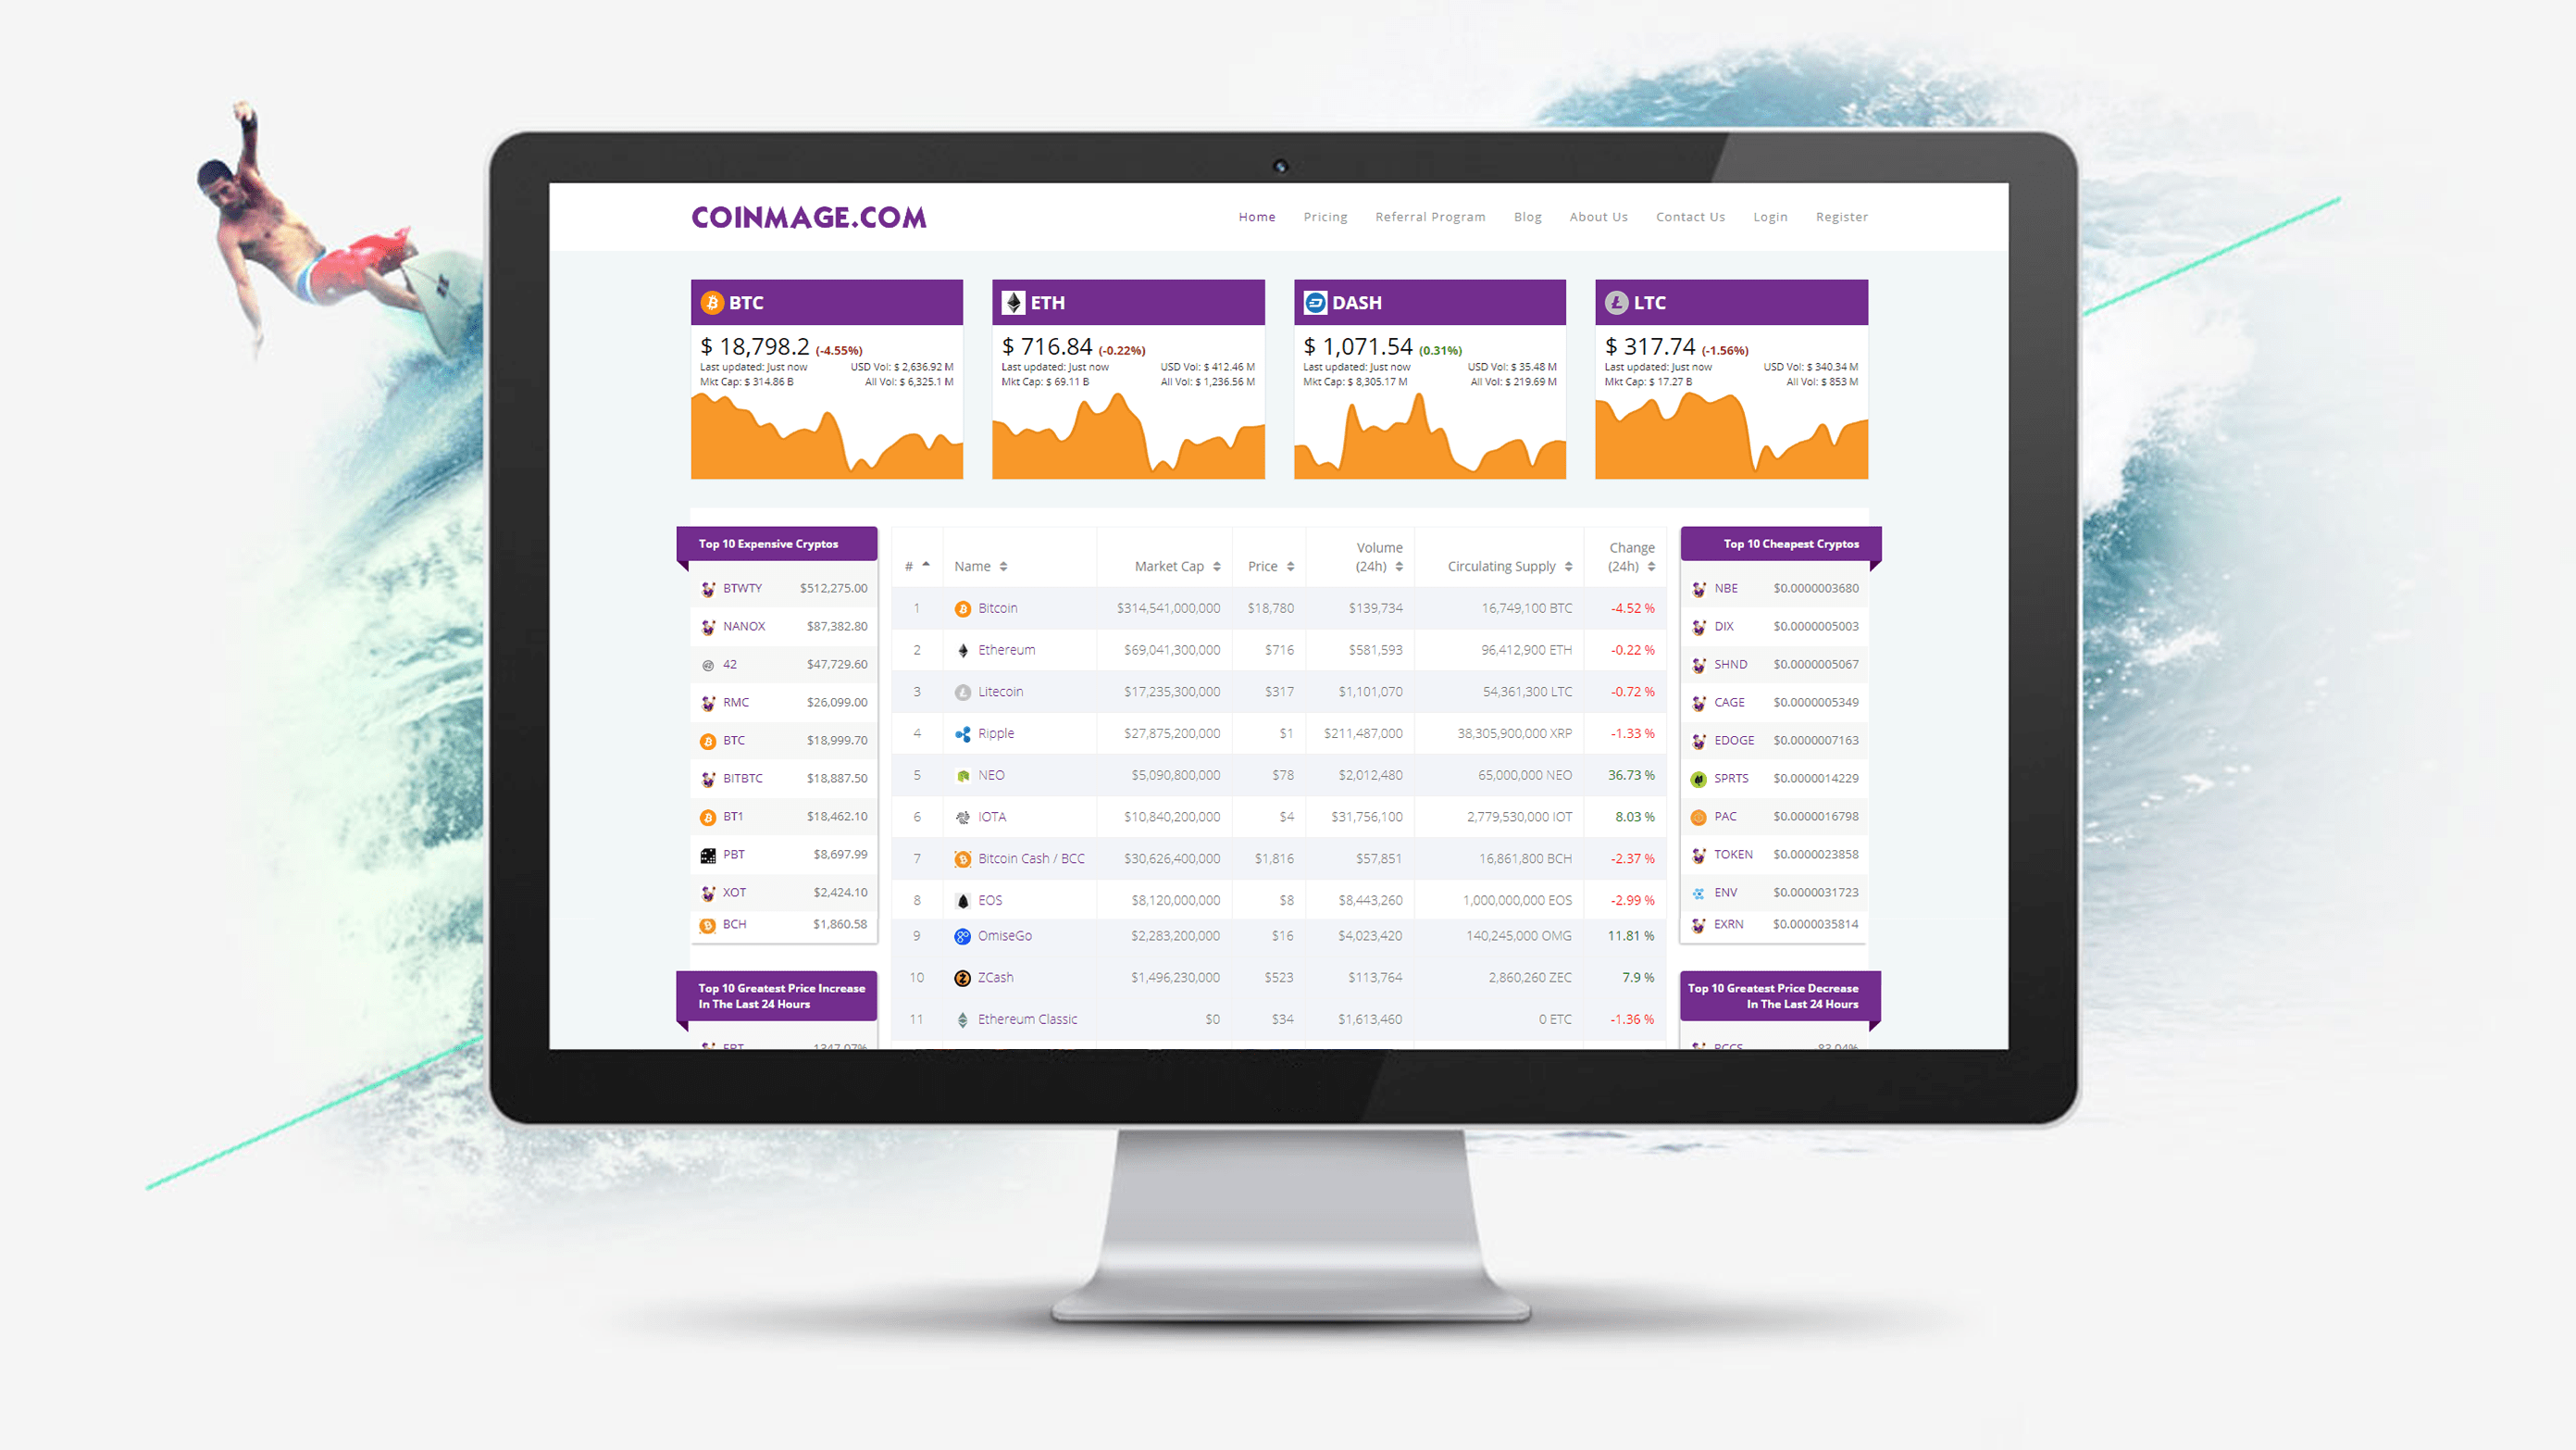 COINMAGE.COM
Home Pricing Referral Program Blog About Us Contact Us Login Register
BTC
$ 18,798.2 (-4.55%)
Last updated: Just now USD Vol: $ 2,636.92 M
Mkt Cap: $ 314.86 B All Vol: $ 6,325.1 M
ETH
$ 716.84 (-0.22%)
Last updated: Just now USD Vol: $ 412.46 M
Mkt Cap: $ 69.11 B All Vol: $ 1,236.56 M
DASH
$ 1,071.54 (0.31%)
Last updated: Just now USD Vol: $ 35.48 M
Mkt Cap: $ 8,305.17 M All Vol: $ 219.69 M
LTC
$ 317.74 (-1.56%)
Last updated: Just now USD Vol: $ 340.34 M
Mkt Cap: $ 17.27 B All Vol: $ 853 M
Top 10 Expensive Cryptos
BTWTY $512,275.00
NANOX $87,382.80
42 $47,729.60
RMC $26,099.00
BTC $18,999.70
BITBTC $18,887.50
BT1 $18,462.10
PBT $8,697.99
XOT $2,424.10
BCH $1,860.58
Top 10 Greatest Price Increase
In The Last 24 Hours
FRT 1347.07%
# Name Market Cap Price Volume (24h) Circulating Supply Change (24h)
1 Bitcoin $314,541,000,000 $18,780 $139,734 16,749,100 BTC -4.52 %
2 Ethereum $69,041,300,000 $716 $581,593 96,412,900 ETH -0.22 %
3 Litecoin $17,235,300,000 $317 $1,101,070 54,361,300 LTC -0.72 %
4 Ripple $27,875,200,000 $1 $211,487,000 38,305,900,000 XRP -1.33 %
5 NEO $5,090,800,000 $78 $2,012,480 65,000,000 NEO 36.73 %
6 IOTA $10,840,200,000 $4 $31,756,100 2,779,530,000 IOT 8.03 %
7 Bitcoin Cash / BCC $30,626,400,000 $1,816 $57,851 16,861,800 BCH -2.37 %
8 EOS $8,120,000,000 $8 $8,443,260 1,000,000,000 EOS -2.99 %
9 OmiseGo $2,283,200,000 $16 $4,023,420 140,245,000 OMG 11.81 %
10 ZCash $1,496,230,000 $523 $113,764 2,860,260 ZEC 7.9 %
11 Ethereum Classic $0 $34 $1,613,460 0 ETC -1.36 %
Top 10 Cheapest Cryptos
NBE $0.0000003680
DIX $0.0000005003
SHND $0.0000005067
CAGE $0.0000005349
EDOGE $0.0000007163
SPRTS $0.0000014229
PAC $0.0000016798
TOKEN $0.0000023858
ENV $0.0000031723
EXRN $0.0000035814
Top 10 Greatest Price Decrease
In The Last 24 Hours
-83.04%